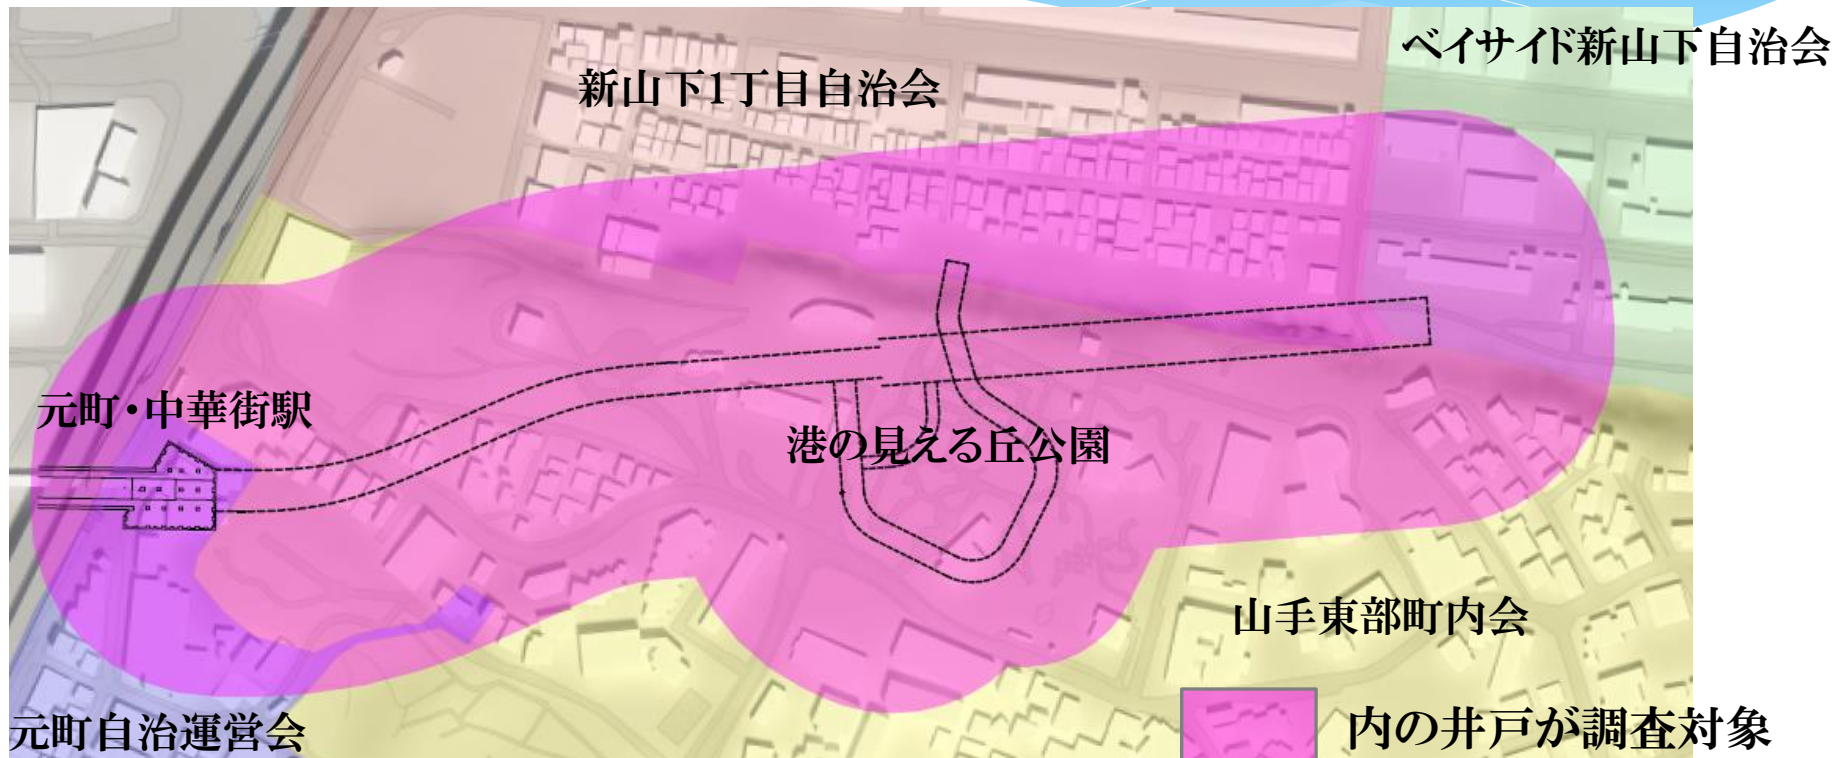 ベイサイド新山下自治会
新山下1丁目自治会
元町・中華街駅
港の見える丘公園
山手東部町内会
元町自治運営会
内の井戸が調査対象